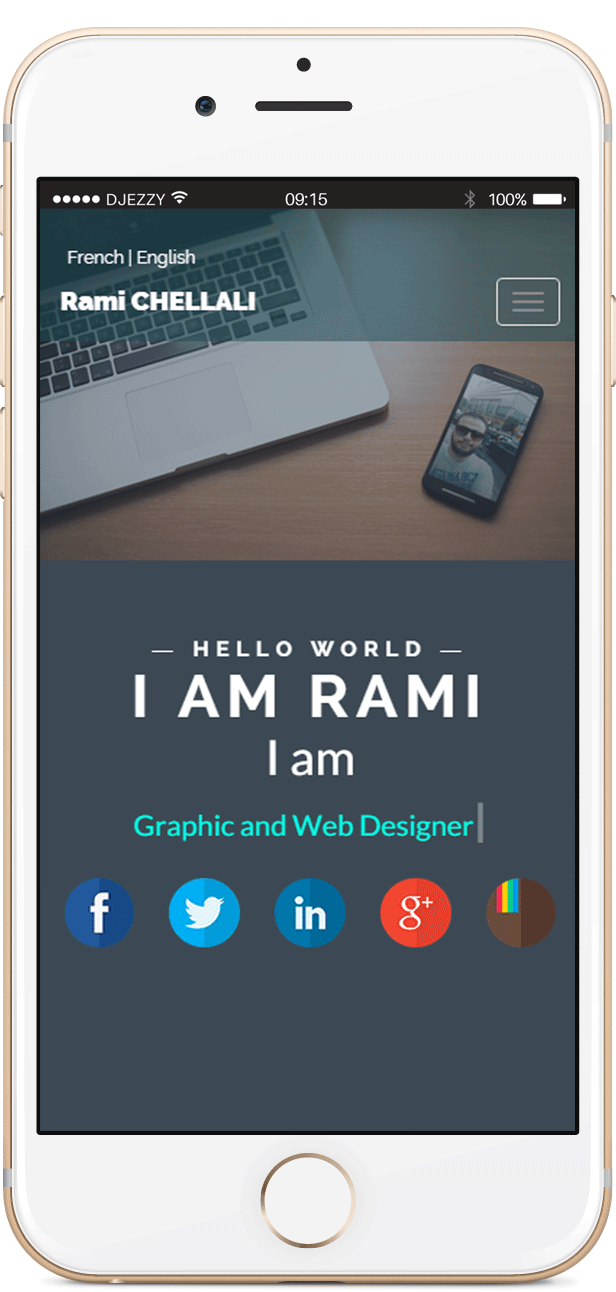 DJEZZY 09:15 100%
French | English
Rami CHELLALI
— HELLO WORLD —
I AM RAMI
I am
Graphic and Web Designer
f
in
g+